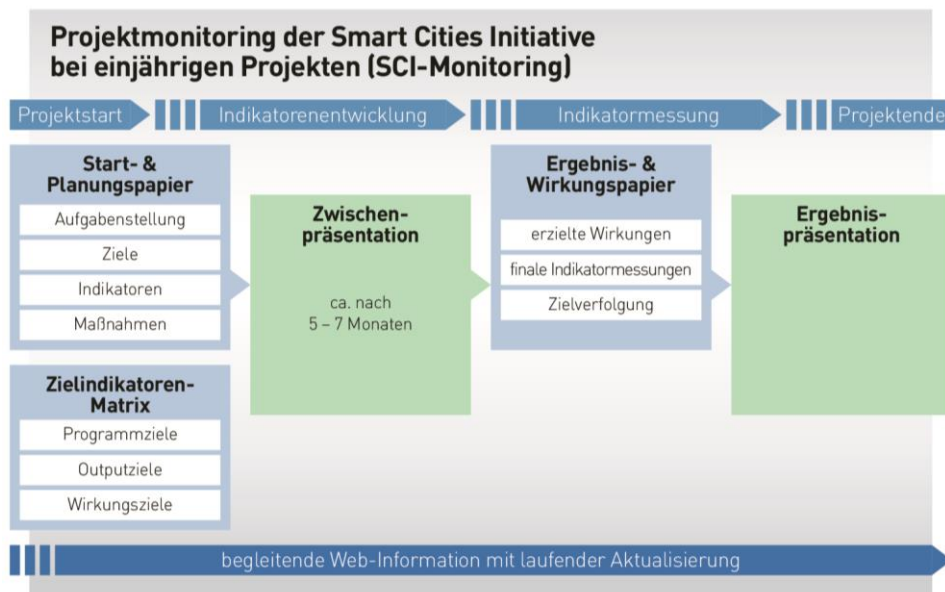 Projektmonitoring der Smart Cities Initiative
bei einjährigen Projekten (SCI-Monitoring)
Projektstart
Indikatorenentwicklung
Indikatormessung
Projektende
Start- &
Planungspapier
Aufgabenstellung
Ziele
Indikatoren
Maßnahmen
Zielindikatoren-
Matrix
Programmziele
Outputziele
Wirkungsziele
Zwischen-
präsentation
ca. nach
5 – 7 Monaten
Ergebnis- &
Wirkungspapier
erzielte Wirkungen
finale Indikatormessungen
Zielverfolgung
Ergebnis-
präsentation
begleitende Web-Information mit laufender Aktualisierung